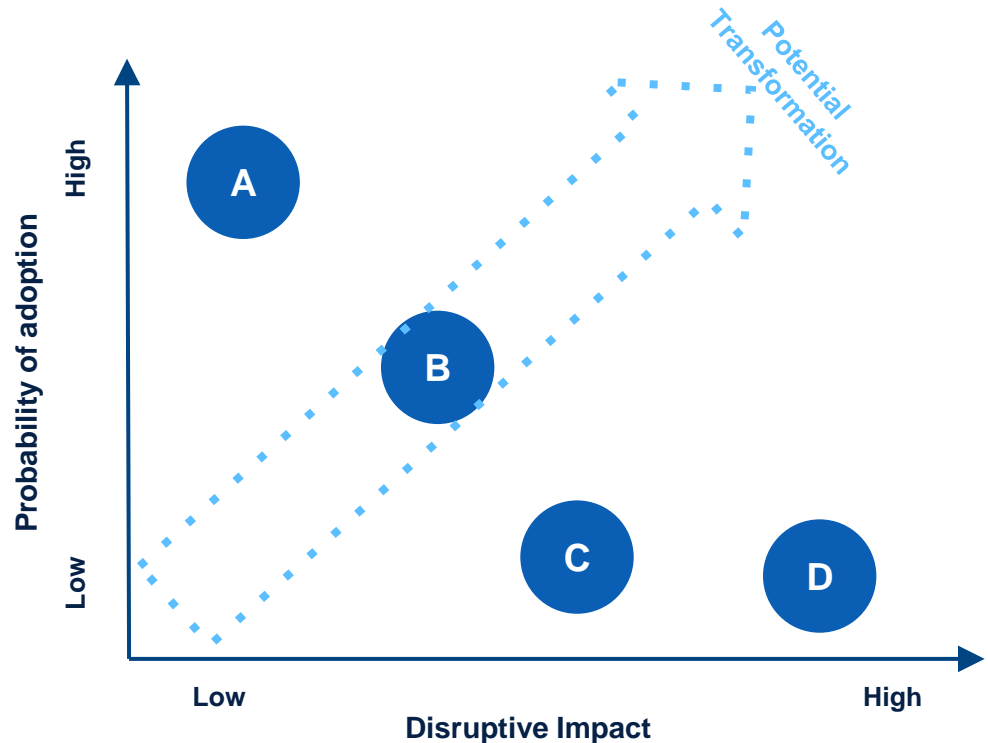 Potential
Transformation
High
A
Probability of adoption
B
Low
C
D
Low
High
Disruptive Impact